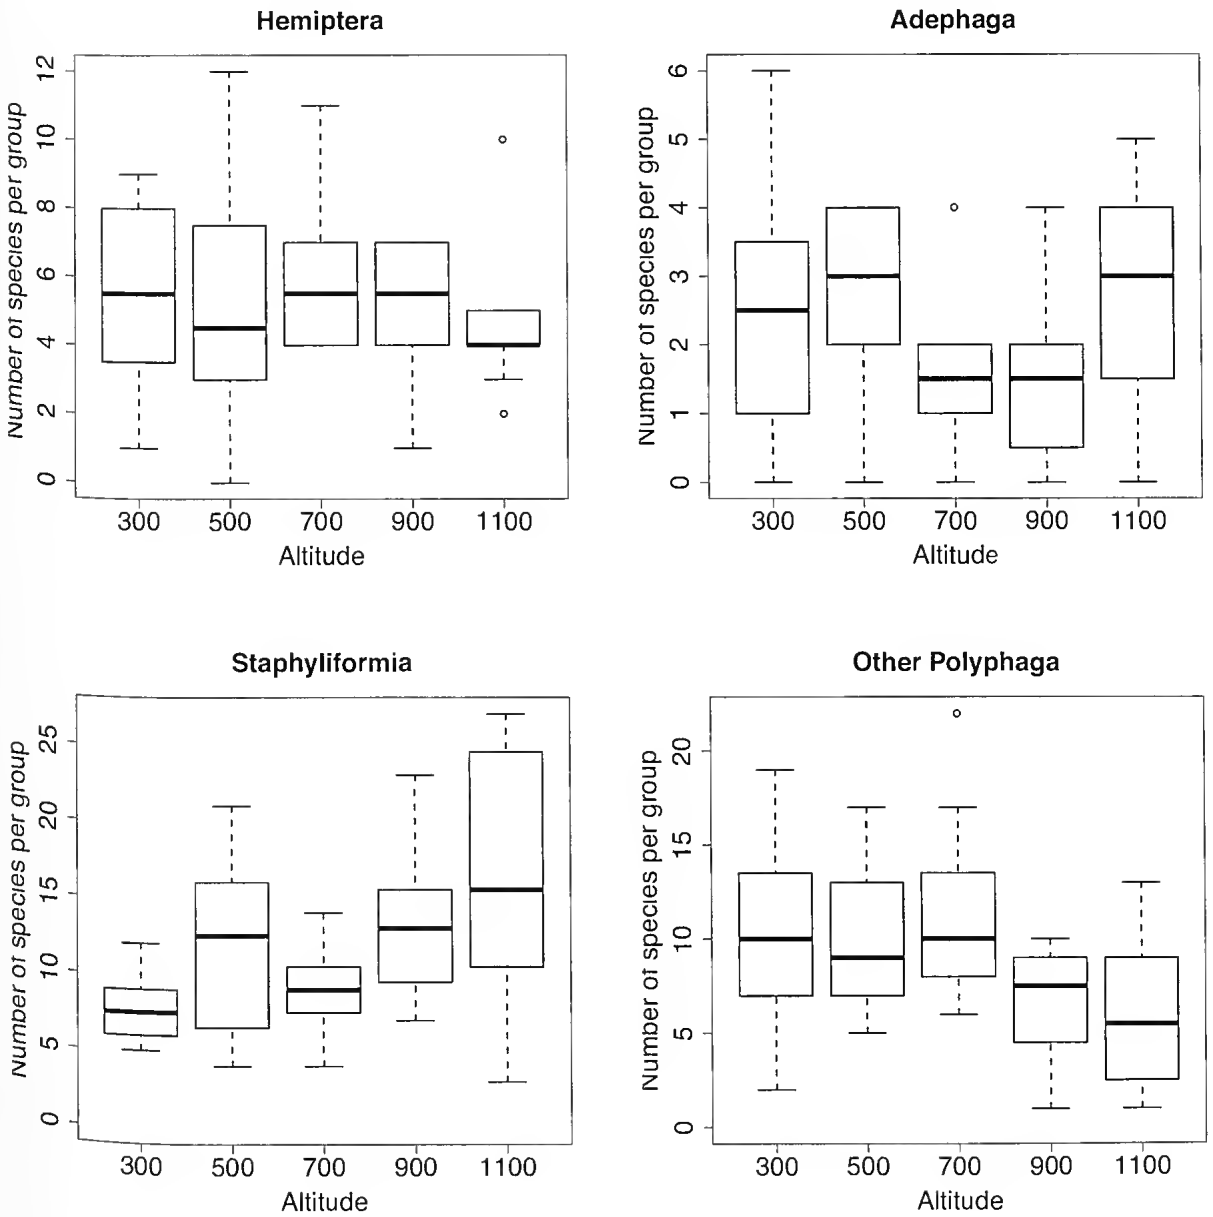 Hemiptera
Number of species per group
12
10
8
6
4
2
0
300 500 700 900 1100
Altitude
Adephaga
Number of species per group
6
5
4
3
2
1
0
300 500 700 900 1100
Altitude
Staphyliformia
Number of species per group
25
20
15
10
5
0
300 500 700 900 1100
Altitude
Other Polyphaga
Number of species per group
20
15
10
5
0
300 500 700 900 1100
Altitude